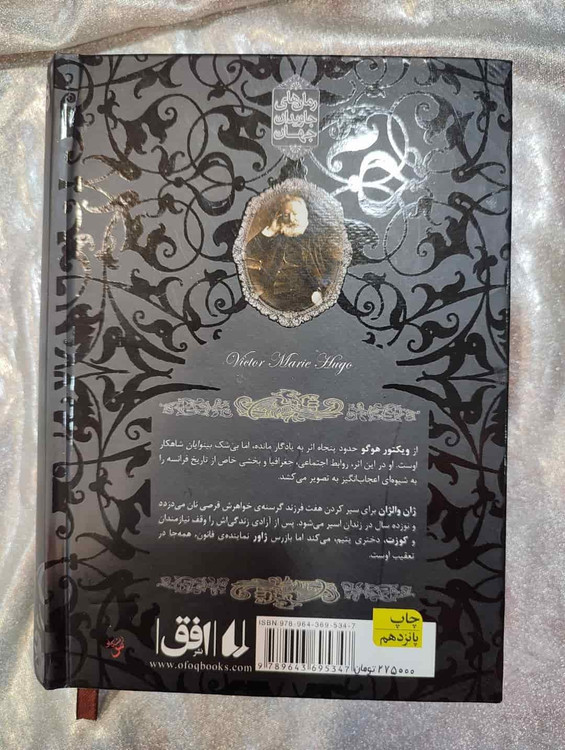 رمان‌های
جاویدان
جهان
Victor Marie Hugo
از ویکتور هوگو حدود پنجاه اثر به یادگار مانده، اما بی‌شک بینوایان شاهکار
اوست. او در این اثر، روابط اجتماعی، جغرافیا و بخشی خاص از تاریخ فرانسه را
به شیوه‌ای اعجاب‌انگیز به تصویر می‌کشد.
ژان والژان برای سیر کردن هفت فرزند گرسنه‌ی خواهرش قرصی نان می‌دزدد
و نوزده سال در زندان اسیر می‌شود. پس از آزادی زندگی‌اش را وقف نیازمندان
و کوزت، دختری یتیم، می‌کند اما بازرس ژاور نماینده‌ی قانون، همه‌جا در
تعقیب اوست.
نشر افق
www.ofoqbooks.com
ISBN 978-964-369-534-7
9 789643 695347
۲۷۵۰۰۰ تومان
چاپ
پانزدهم